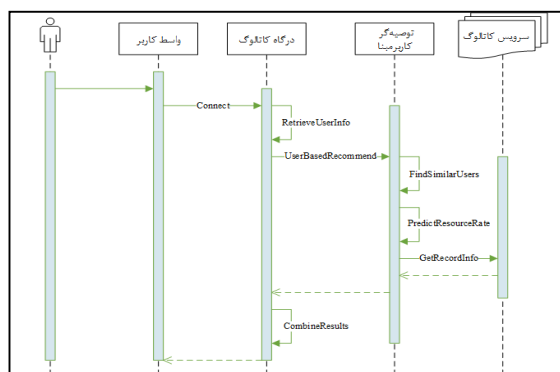 واسط کاربر
درگاه کاتالوگ
توصیه‌گر
کاربرمبنا
سرویس کاتالوگ
Connect
RetrieveUserInfo
UserBasedRecommend
FindSimilarUsers
PredictResourceRate
GetRecordInfo
CombineResults